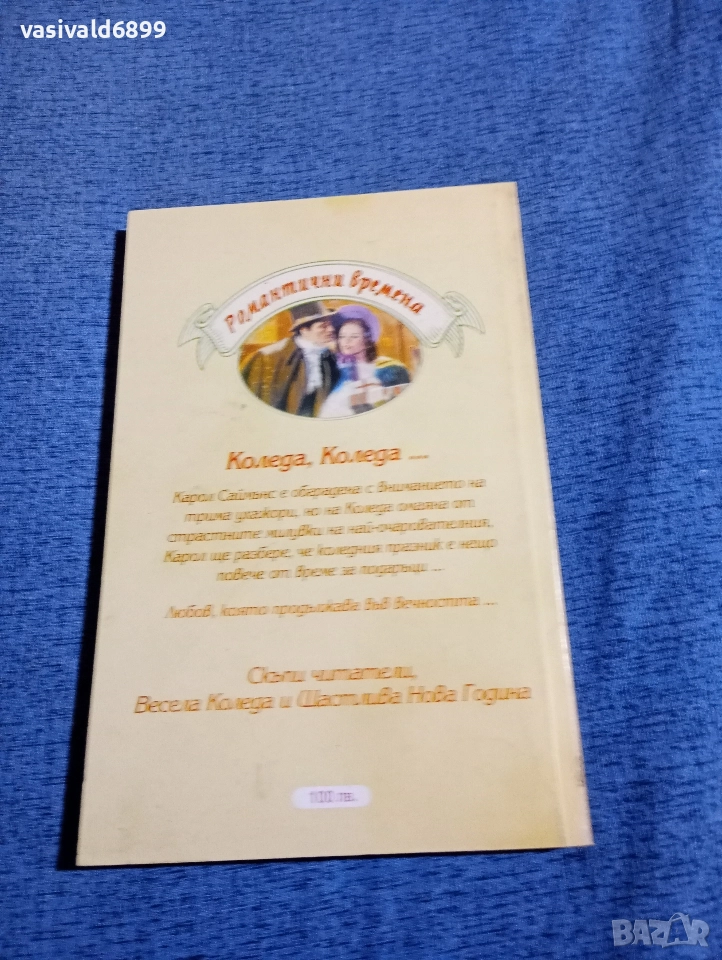 vasivald6899
Романтични времена
Коледа, Коледа ...
Карол Саймънс е обградена с вниманието на
трима ухажори, но на Коледа омаяна от
страстните милувки на най-очарователния,
Карол ще разбере, че коледния празник е нещо
повече от време за подаръци ...
Любов, която продължава във вечността ...
Скъпи читатели,
Весела Коледа и Щастлива Нова Година
100 лв.
BAZAR